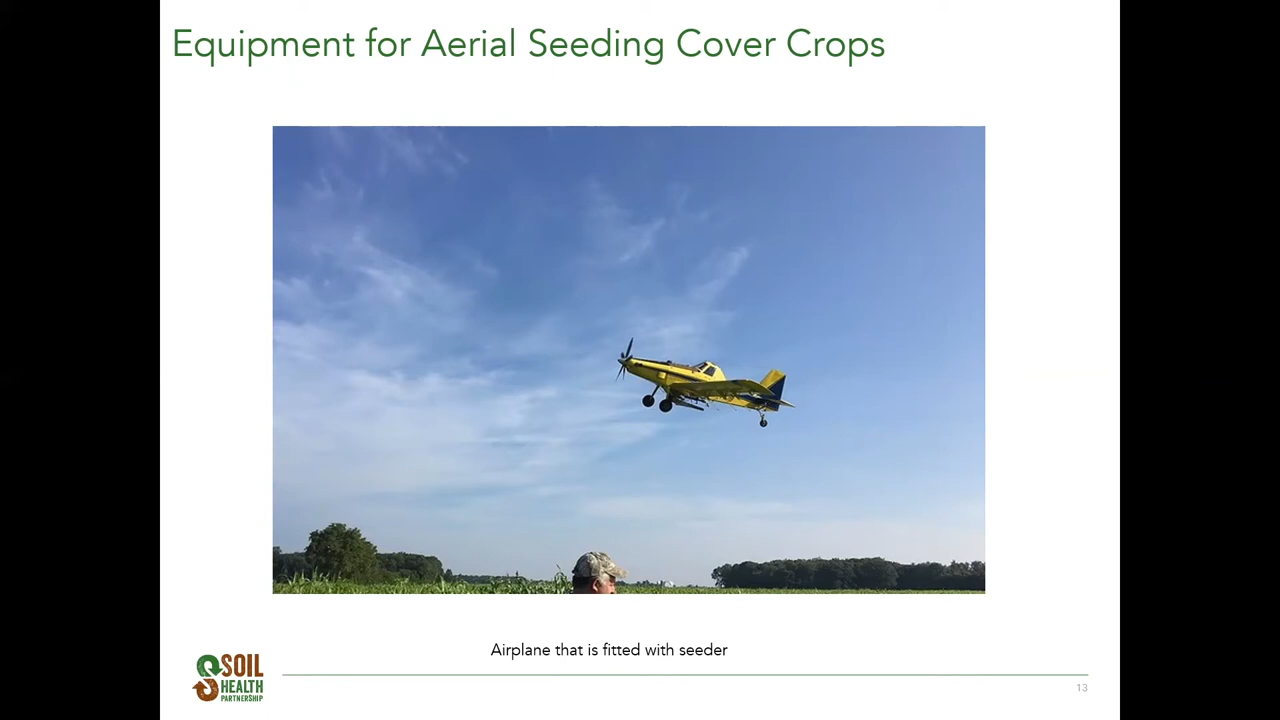 Equipment for Aerial Seeding Cover Crops
Airplane that is fitted with seeder
SOIL
HEALTH
PARTNERSHIP
13